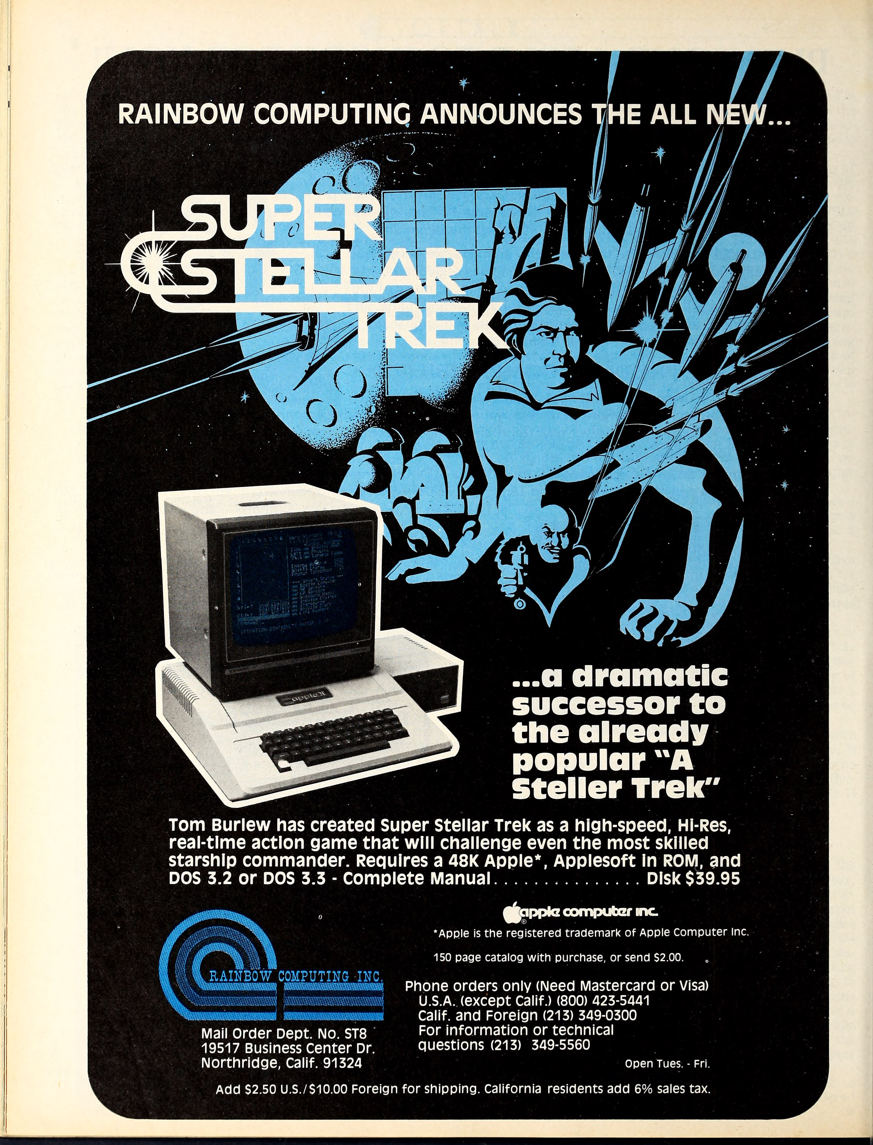 RAINBOW COMPUTING ANNOUNCES THE ALL NEW...
SUPER
STELLAR
TREK
...a dramatic
successor to
the already
popular “A
Steller Trek”
Tom Burlew has created Super Stellar Trek as a high-speed, Hi-Res,
real-time action game that will challenge even the most skilled
starship commander. Requires a 48K Apple*, Applesoft in ROM, and
DOS 3.2 or DOS 3.3 - Complete Manual............... Disk $39.95
apple computer inc.
*Apple is the registered trademark of Apple Computer Inc.
150 page catalog with purchase, or send $2.00.
RAINBOW COMPUTING INC.
Mail Order Dept. No. ST8
19517 Business Center Dr.
Northridge, Calif. 91324
Phone orders only (Need Mastercard or Visa)
U.S.A. (except Calif.) (800) 423-5441
Calif. and Foreign (213) 349-0300
For information or technical
questions (213) 349-5560
Open Tues. - Fri.
Add $2.50 U.S./$10.00 Foreign for shipping. California residents add 6% sales tax.